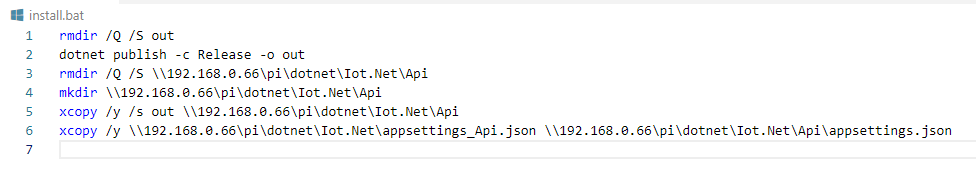 install.bat
1 rmdir /Q /S out
2 dotnet publish -c Release -o out
3 rmdir /Q /S \\192.168.0.66\pi\dotnet\Iot.Net\Api
4 mkdir \\192.168.0.66\pi\dotnet\Iot.Net\Api
5 xcopy /y /s out \\192.168.0.66\pi\dotnet\Iot.Net\Api
6 xcopy /y \\192.168.0.66\pi\dotnet\Iot.Net\appsettings_Api.json \\192.168.0.66\pi\dotnet\Iot.Net\Api\appsettings.json
7